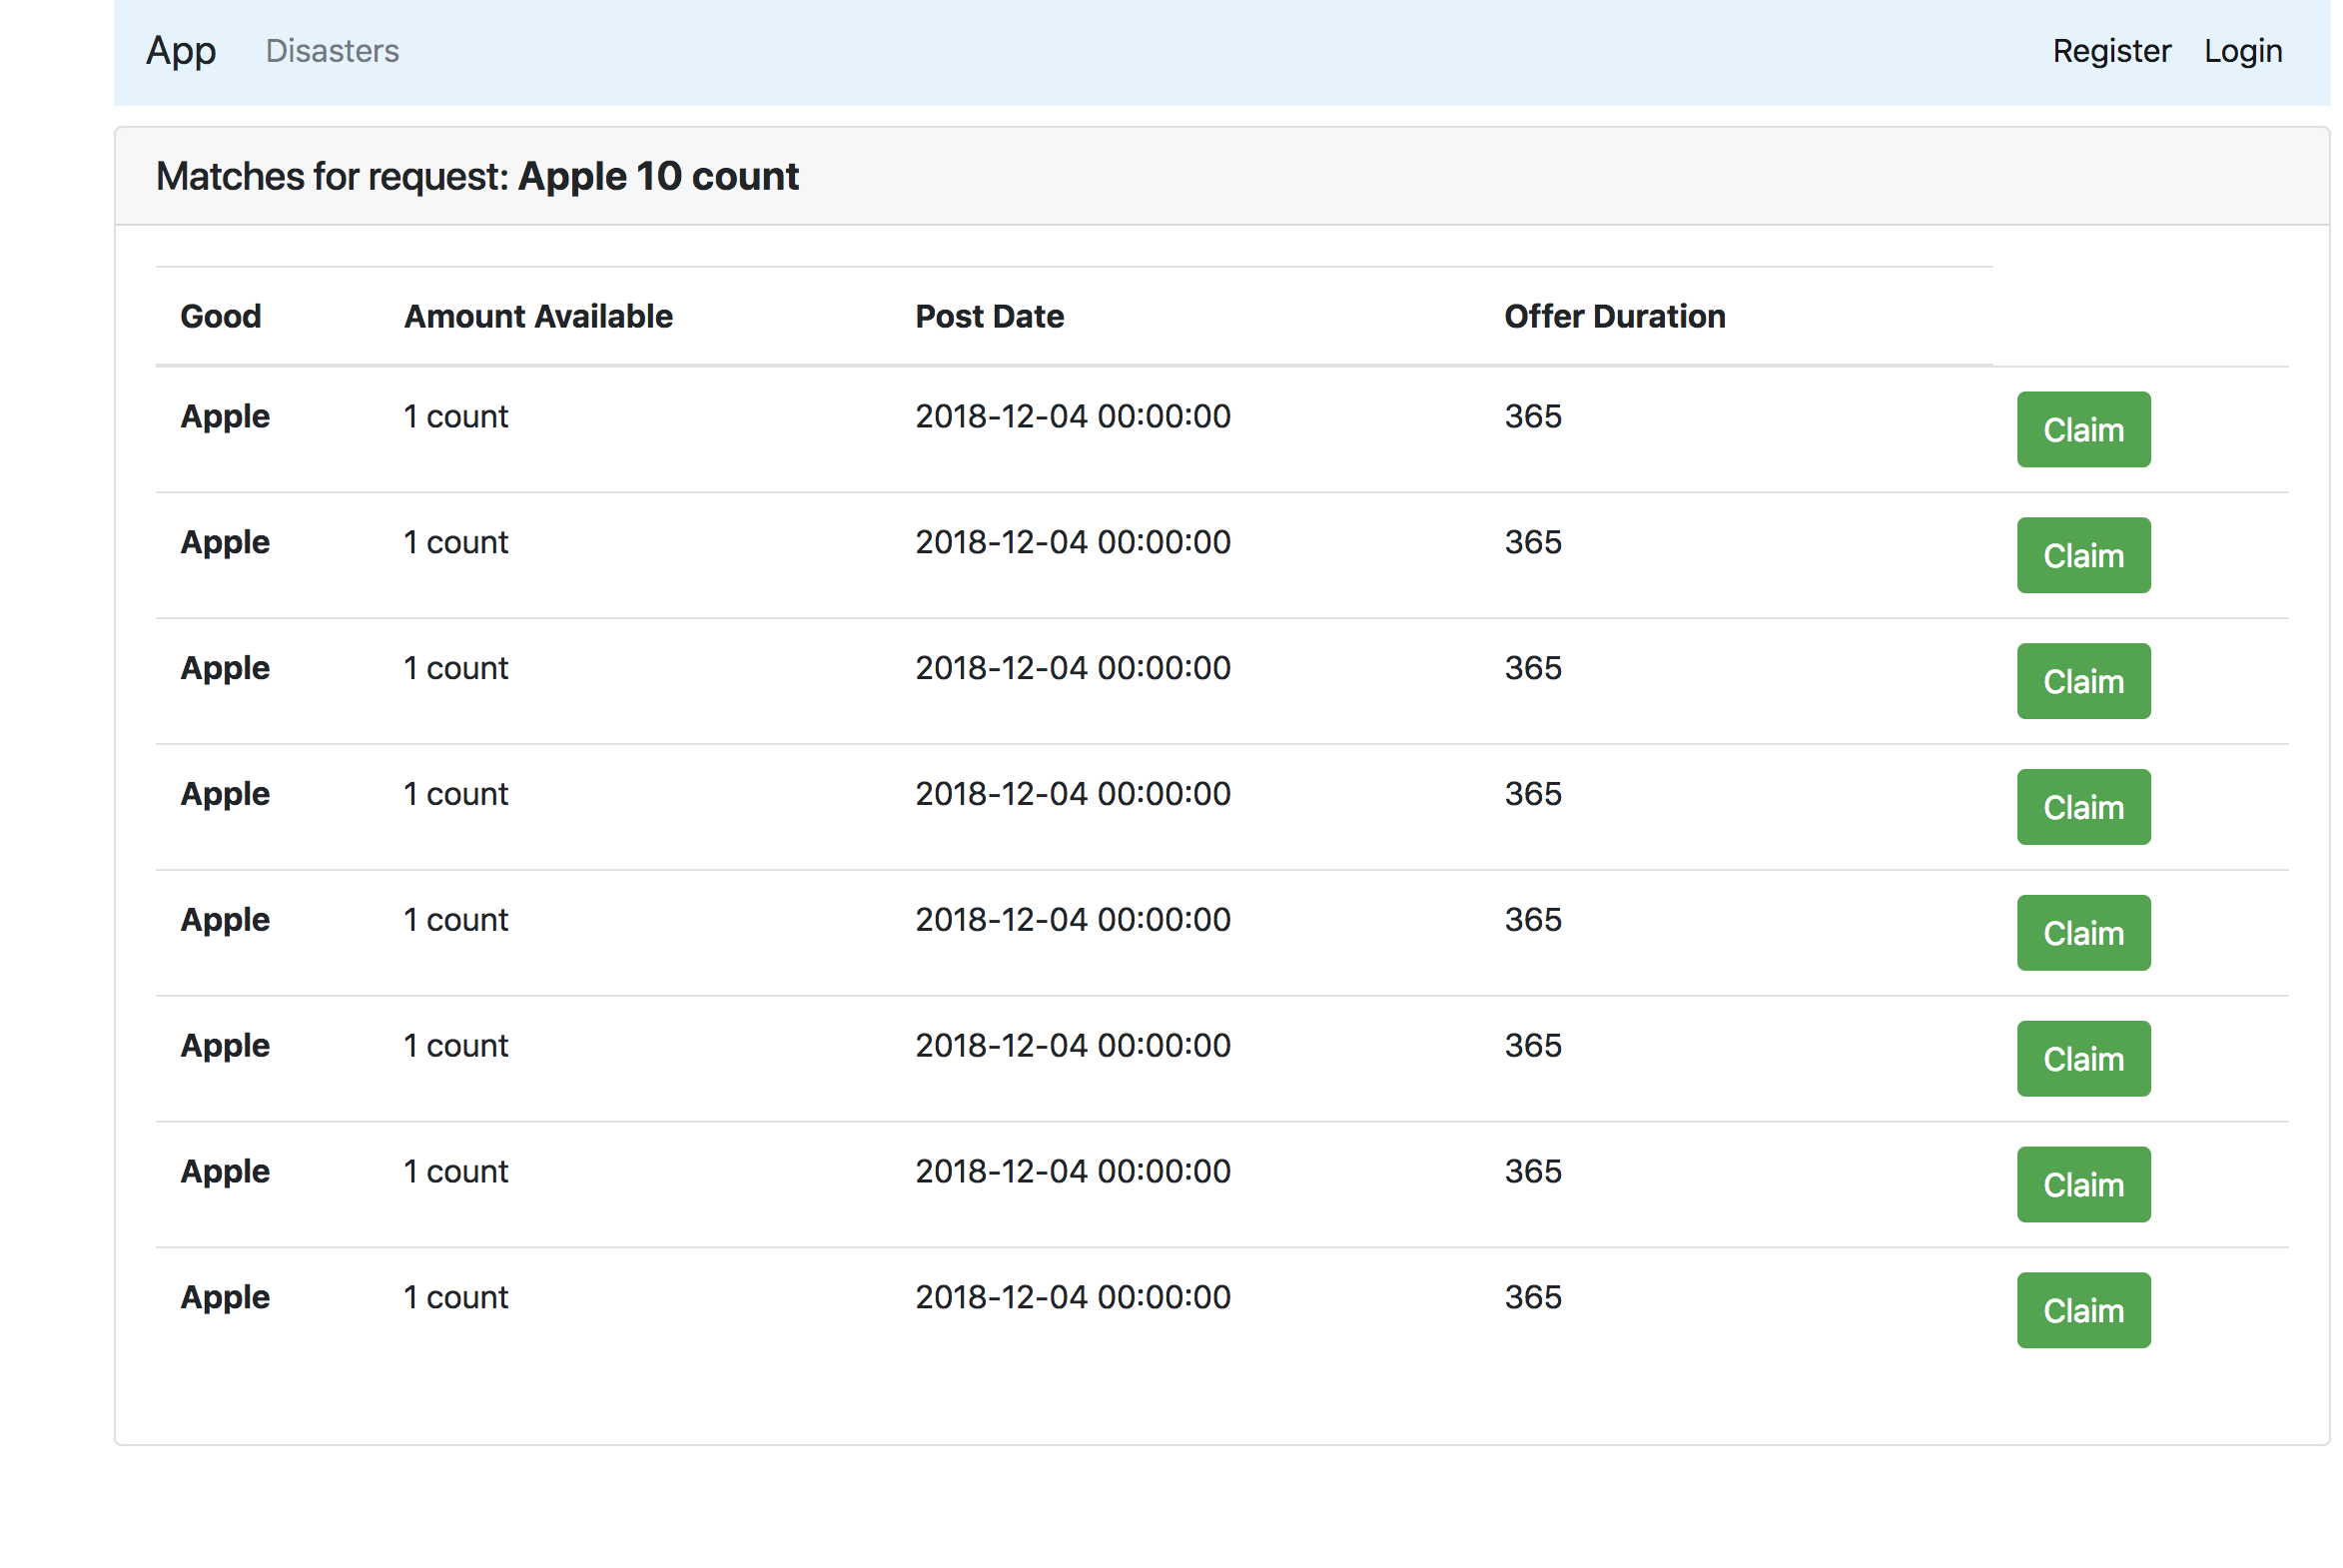 App Disasters Register Login
Matches for request: Apple 10 count
Good Amount Available Post Date Offer Duration
Apple 1 count 2018-12-04 00:00:00 365 Claim
Apple 1 count 2018-12-04 00:00:00 365 Claim
Apple 1 count 2018-12-04 00:00:00 365 Claim
Apple 1 count 2018-12-04 00:00:00 365 Claim
Apple 1 count 2018-12-04 00:00:00 365 Claim
Apple 1 count 2018-12-04 00:00:00 365 Claim
Apple 1 count 2018-12-04 00:00:00 365 Claim
Apple 1 count 2018-12-04 00:00:00 365 Claim